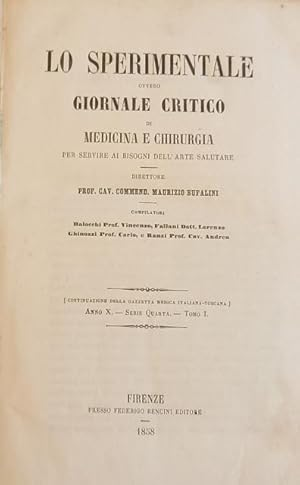 LO SPERIMENTALE
OVVERO
GIORNALE CRITICO
DI
MEDICINA E CHIRURGIA
PER SERVIRE AI BISOGNI DELL'ARTE SALUTARE
DIRETTORE
PROF. CAV. COMMEND. MAURIZIO BUFALINI
COMPILATORI
Balocchi Prof. Vincenzo, Fallani Dott. Lorenzo
Ghinozzi Prof. Carlo, e Ranzi Prof. Cav. Andrea
[ CONTINUAZIONE DELLA GAZZETTA MEDICA ITALIANA-TOSCANA ]
ANNO X. — SERIE QUARTA. — TOMO I.
FIRENZE
PRESSO FEDERIGO BENCINI EDITORE
1858